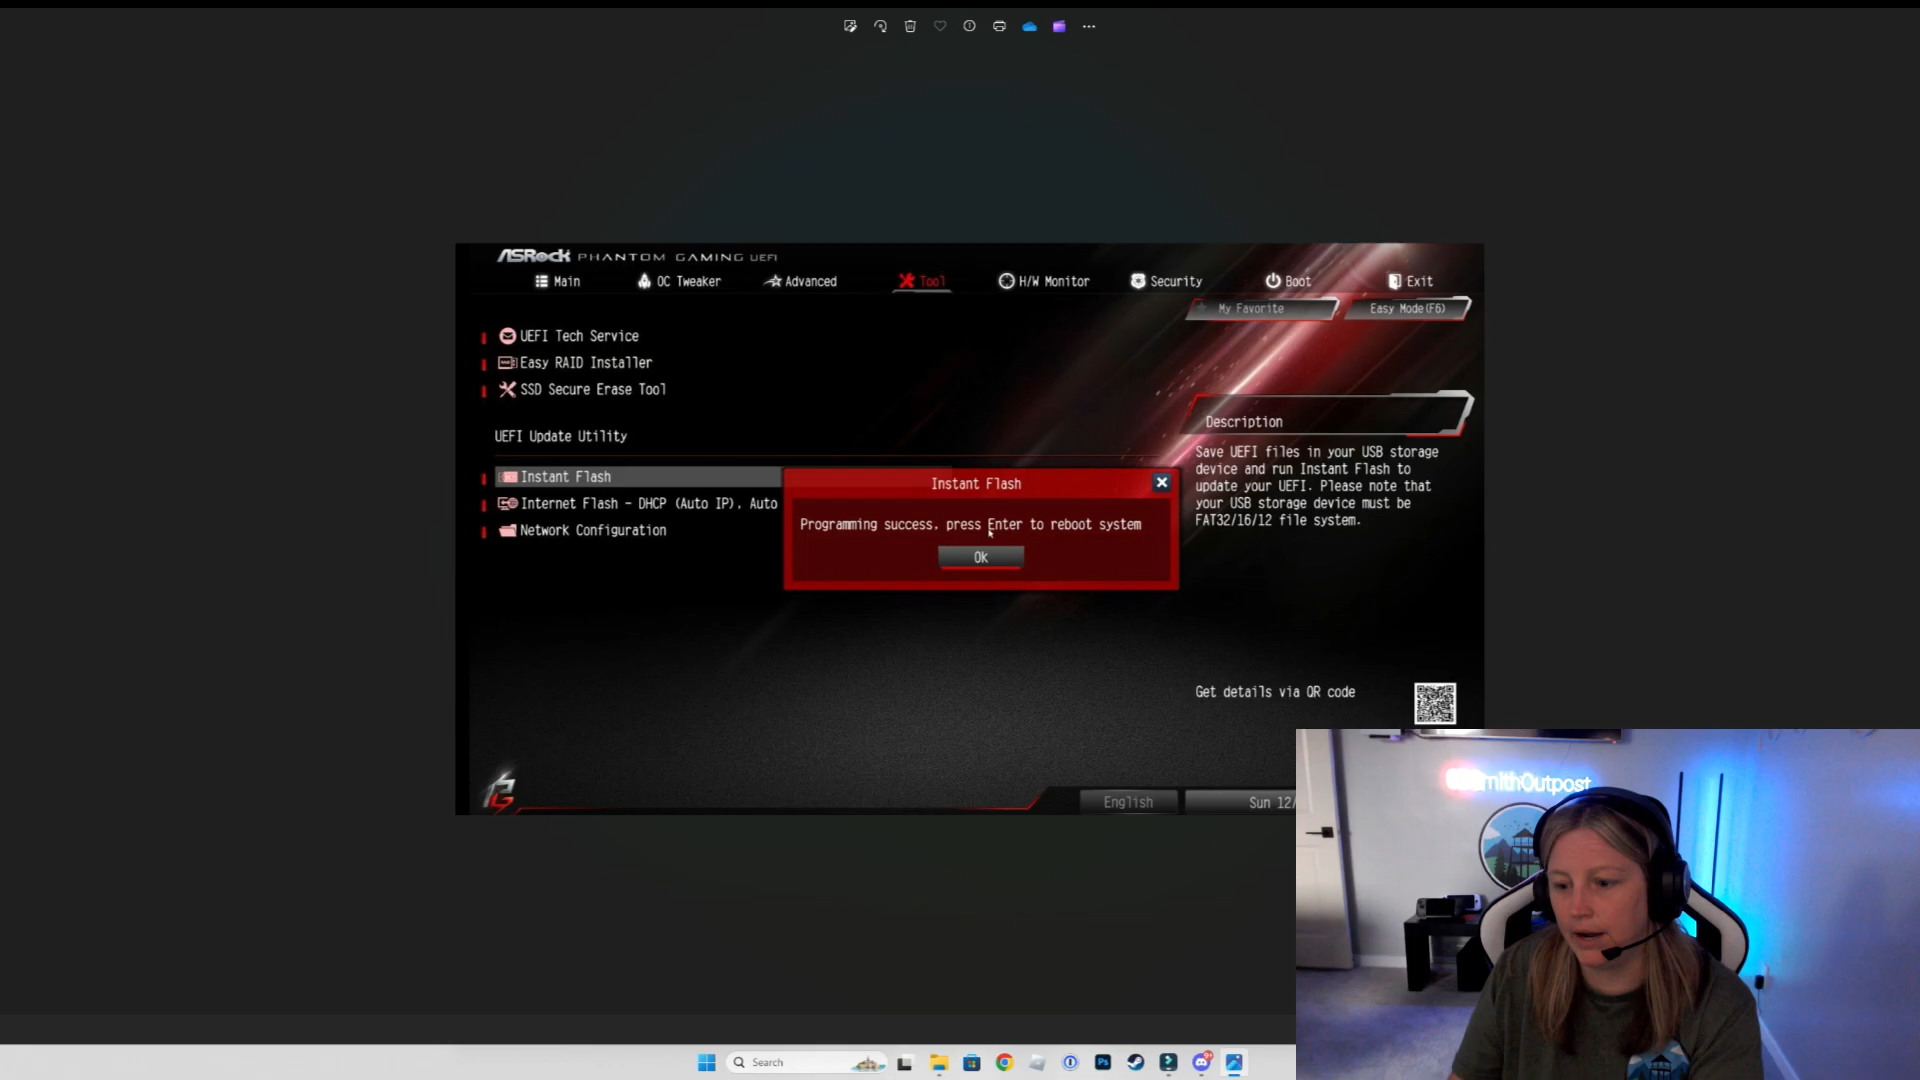 ASRock PHANTOM GAMING UEFI
Main
OC Tweaker
Advanced
Tool
H/W Monitor
Security
Boot
Exit
My Favorite
Easy Mode(F6)
UEFI Tech Service
Easy RAID Installer
SSD Secure Erase Tool
UEFI Update Utility
Instant Flash
Internet Flash - DHCP (Auto IP). Auto
Network Configuration
Instant Flash
Programming success. press Enter to reboot system
Ok
Description
Save UEFI files in your USB storage
device and run Instant Flash to
update your UEFI. Please note that
your USB storage device must be
FAT32/16/12 file system.
Get details via QR code
English
Sun 12/
mithOutpost
Search
Ps
9+